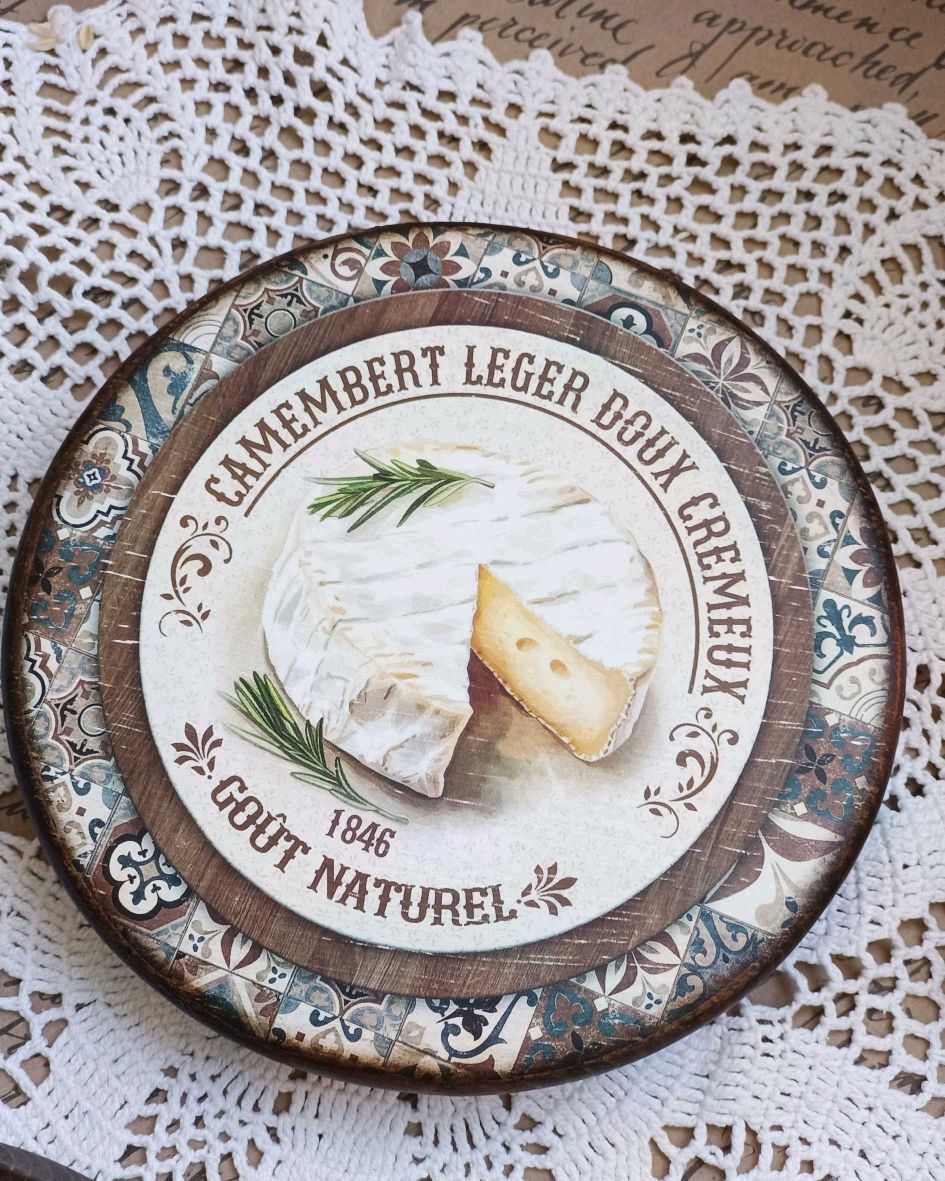 perceived
approached,
CAMEMBERT LEGER DOUX CREMEUX
1846
GOÛT NATUREL